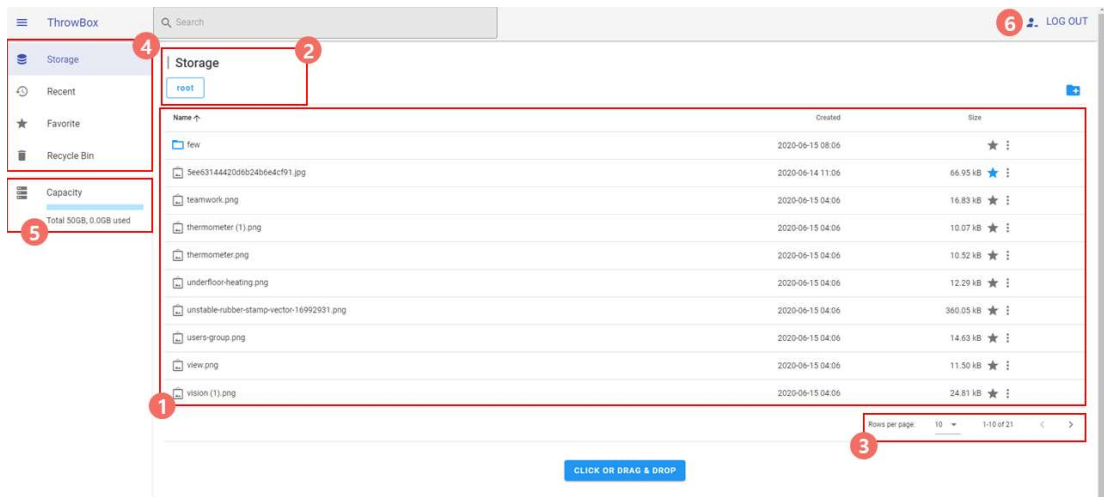 ThrowBox
Search
6
LOG OUT
4
2
Storage
Storage
root
Recent
Favorite
Recycle Bin
Capacity
Total 50GB, 0.0GB used
5
Name Created Size
few 2020-06-15 08:06
5ee63144420d6b24b6e4cf91.jpg 2020-06-14 11:06 66.95 kB
teamwork.png 2020-06-15 04:06 16.83 kB
thermometer (1).png 2020-06-15 04:06 10.07 kB
thermometer.png 2020-06-15 04:06 10.52 kB
underfloor-heating.png 2020-06-15 04:06 12.29 kB
unstable-rubber-stamp-vector-16992931.png 2020-06-15 04:06 360.05 kB
users-group.png 2020-06-15 04:06 14.63 kB
view.png 2020-06-15 04:06 11.50 kB
vision (1).png 2020-06-15 04:06 24.81 kB
1
Rows per page: 10 1-10 of 21
3
CLICK OR DRAG & DROP